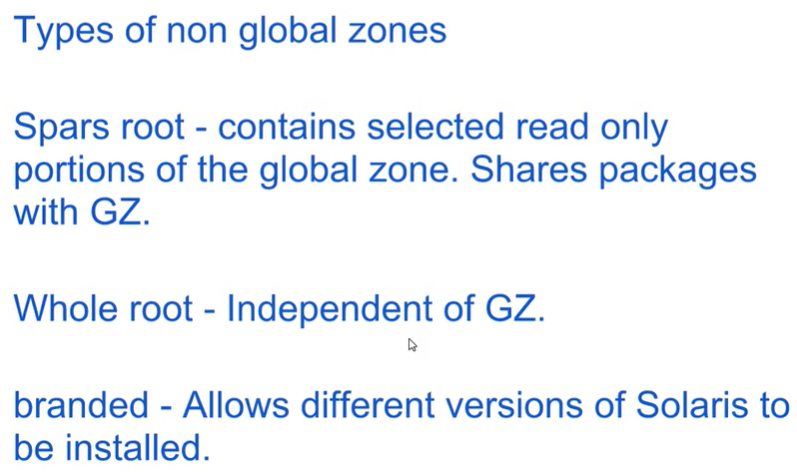 Types of non global zones
Spars root - contains selected read only
portions of the global zone. Shares packages
with GZ.
Whole root - Independent of GZ.
branded - Allows different versions of Solaris to
be installed.